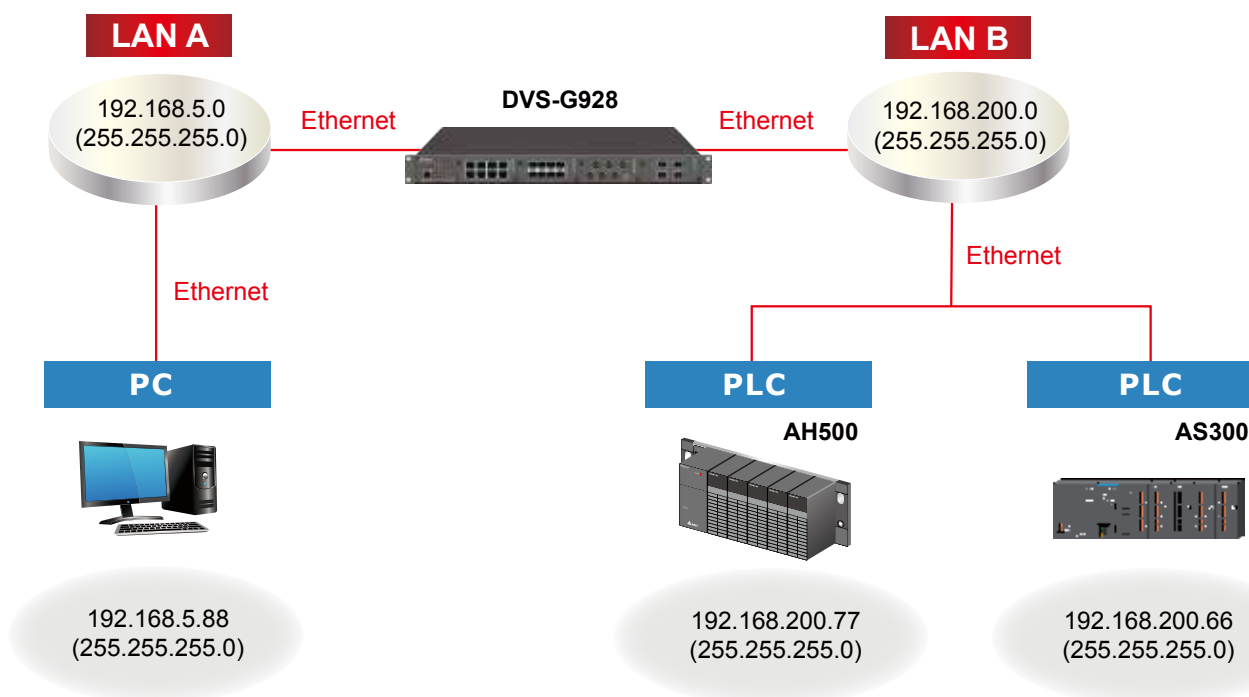 LAN A
LAN B
192.168.5.0
(255.255.255.0)
Ethernet
DVS-G928
Ethernet
192.168.200.0
(255.255.255.0)
Ethernet
Ethernet
PC
PLC
PLC
AH500
AS300
192.168.5.88
(255.255.255.0)
192.168.200.77
(255.255.255.0)
192.168.200.66
(255.255.255.0)